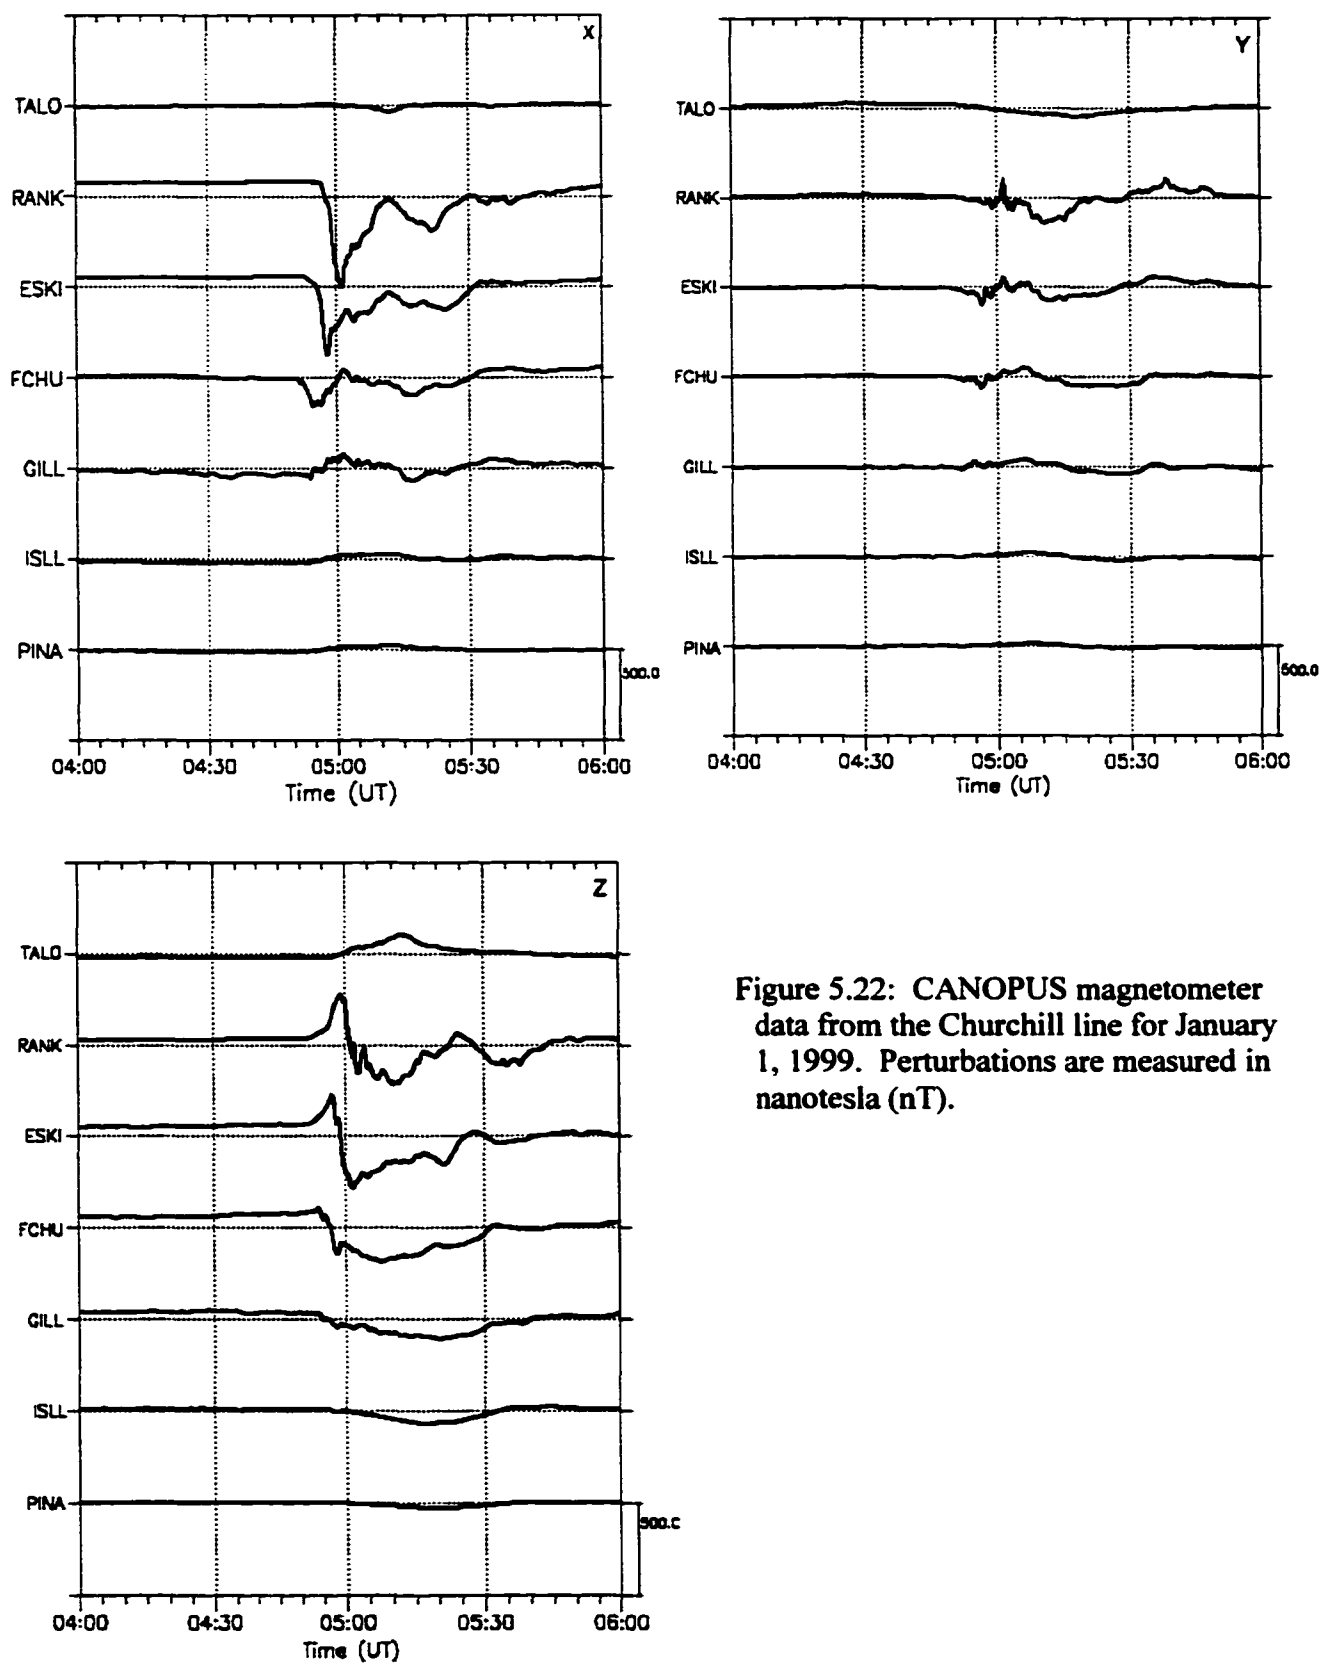 X
TALO
RANK
ESKI
FCHU
GILL
ISLL
PINA
500.0
04:00 04:30 05:00 05:30 06:00
Time (UT)
Y
TALO
RANK
ESKI
FCHU
GILL
ISLL
PINA
500.0
04:00 04:30 05:00 05:30 06:00
Time (UT)
Z
TALO
RANK
ESKI
FCHU
GILL
ISLL
PINA
500.0
04:00 04:30 05:00 05:30 06:00
Time (UT)
Figure 5.22: CANOPUS magnetometer
data from the Churchill line for January
1, 1999. Perturbations are measured in
nanotesla (nT).